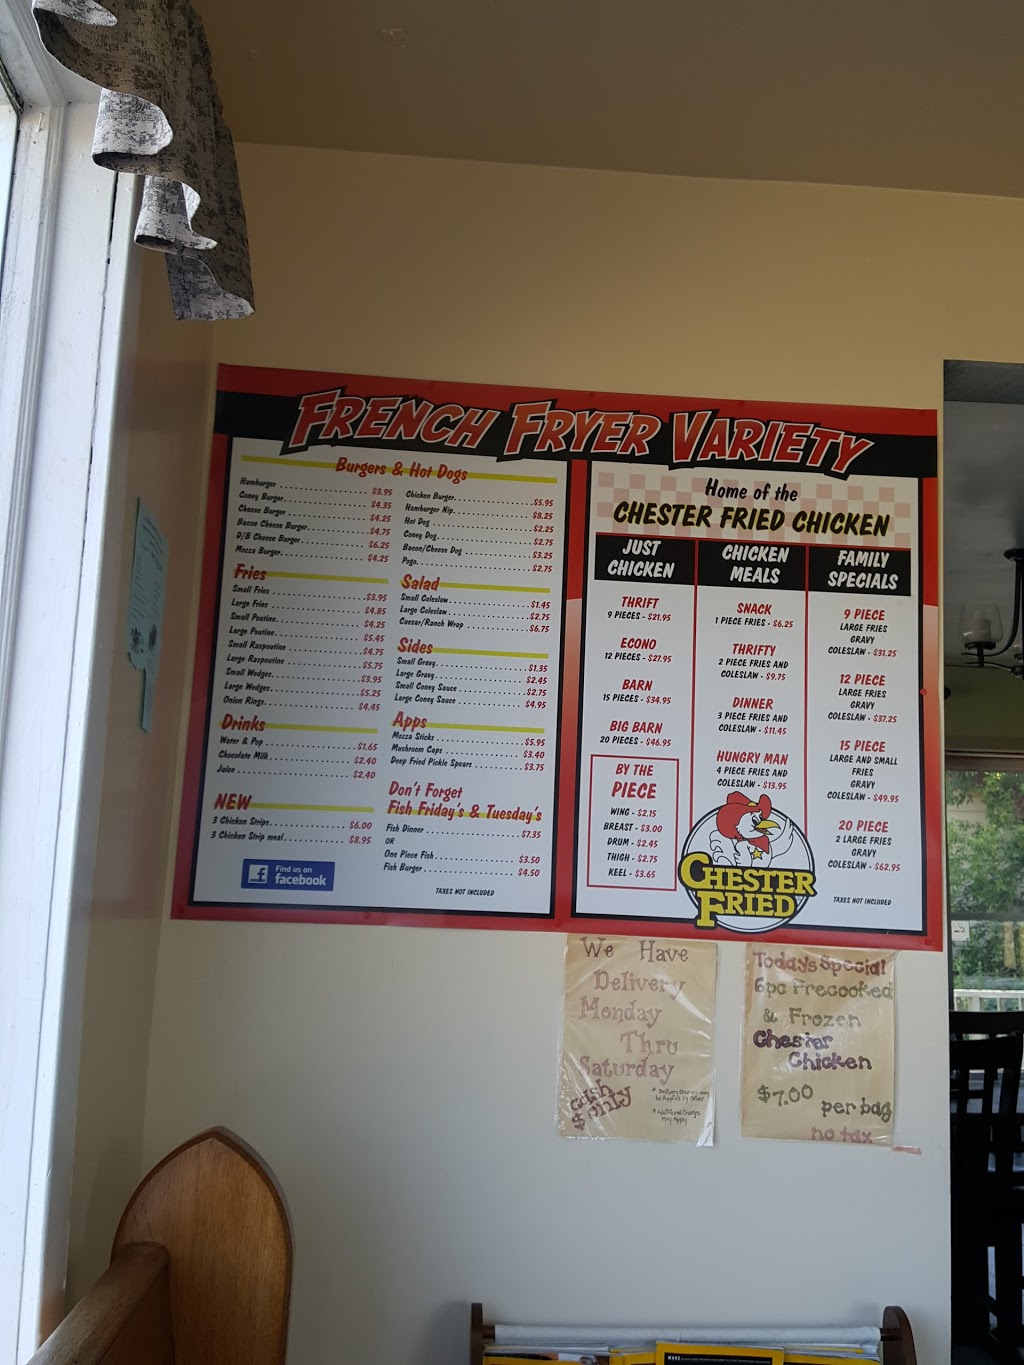 FRENCH FRYER VARIETY
Burgers & Hot Dogs
Hamburger $3.95
Coney Burger $4.35
Cheese Burger $4.25
Bacon Cheese Burger $4.75
D/B Cheese Burger $6.25
Mozza Burger $4.25
Chicken Burger $5.95
Hamburger Nip $8.25
Hot Dog $2.25
Coney Dog $2.75
Bacon/Cheese Dog $3.25
Pogo $2.75
Fries
Small Fries $3.95
Large Fries $4.85
Small Poutine $4.25
Large Poutine $5.45
Small Raspoutine $4.75
Large Raspoutine $5.75
Small Wedges $3.95
Large Wedges $5.25
Onion Rings $4.45
Salad
Small Coleslaw $1.45
Large Coleslaw $2.75
Caesar/Ranch Wrap $6.75
Sides
Small Gravy $1.35
Large Gravy $2.45
Small Coney Sauce $2.75
Large Coney Sauce $4.95
Drinks
Water & Pop $1.65
Chocolate Milk $2.40
Juice $2.40
Apps
Mozza Sticks $5.95
Mushroom Caps $3.40
Deep Fried Pickle Spears $3.75
NEW
3 Chicken Strips $6.00
3 Chicken Strip meal $8.95
Don't Forget
Fish Friday's & Tuesday's
Fish Dinner $7.35
OR
One Piece Fish $3.50
Fish Burger $4.50
Find us on
facebook
TAXES NOT INCLUDED
Home of the
CHESTER FRIED CHICKEN
JUST
CHICKEN
THRIFT
9 PIECES - $21.95
ECONO
12 PIECES - $27.95
BARN
15 PIECES - $34.95
BIG BARN
20 PIECES - $46.95
BY THE
PIECE
WING - $2.15
BREAST - $3.00
DRUM - $2.45
THIGH - $2.75
KEEL - $3.65
CHICKEN
MEALS
SNACK
1 PIECE FRIES - $6.25
THRIFTY
2 PIECE FRIES AND
COLESLAW - $9.75
DINNER
3 PIECE FRIES AND
COLESLAW - $11.45
HUNGRY MAN
4 PIECE FRIES AND
COLESLAW - $13.95
CHESTER
FRIED
FAMILY
SPECIALS
9 PIECE
LARGE FRIES
GRAVY
COLESLAW - $31.25
12 PIECE
LARGE FRIES
GRAVY
COLESLAW - $37.25
15 PIECE
LARGE AND SMALL
FRIES
GRAVY
COLESLAW - $49.95
20 PIECE
2 LARGE FRIES
GRAVY
COLESLAW - $62.95
TAXES NOT INCLUDED
We Have
Delivery
Monday
Thru
Saturday
cash
only
* Additional Charges
May Apply
Today's Special
6pc Precooked
& Frozen
Chester
Chicken
$7.00
per bag
no tax